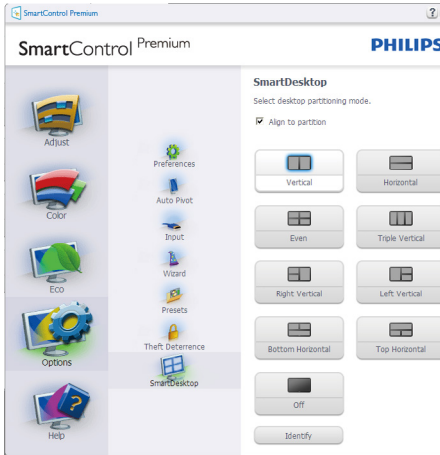 SmartControl Premium
?
SmartControl Premium
PHILIPS
Adjust
Color
Eco
Options
Help
Preferences
Auto Pivot
Input
Wizard
Presets
Theft Deterrence
SmartDesktop
SmartDesktop
Select desktop partitioning mode.
Align to partition
Vertical
Horizontal
Even
Triple Vertical
Right Vertical
Left Vertical
Bottom Horizontal
Top Horizontal
Off
Identify